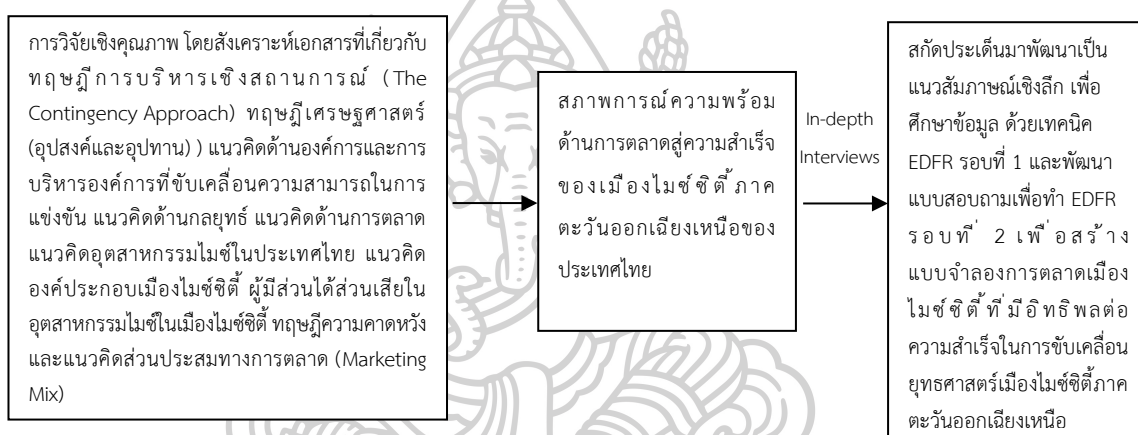 การวิจัยเชิงคุณภาพ โดยสังเคราะห์เอกสารที่เกี่ยวกับ
ทฤษฎีการบริหารเชิงสถานการณ์ (The
Contingency Approach) ทฤษฎีเศรษฐศาสตร์
(อุปสงค์และอุปทาน) ) แนวคิดด้านองค์การและการ
บริหารองค์การที่ขับเคลื่อนความสามารถในการ
แข่งขัน แนวคิดด้านกลยุทธ์ แนวคิดด้านการตลาด
แนวคิดอุตสาหกรรมไมซ์ในประเทศไทย แนวคิด
องค์ประกอบเมืองไมซ์ซิตี้ ผู้มีส่วนได้ส่วนเสียใน
อุตสาหกรรมไมซ์ในเมืองไมซ์ซิตี้ ทฤษฎีความคาดหวัง
และแนวคิดส่วนประสมทางการตลาด (Marketing
Mix)
สภาพการณ์ความพร้อม
ด้านการตลาดสู่ความสำเร็จ
ของเมืองไมซ์ซิตี้ภาค
ตะวันออกเฉียงเหนือของ
ประเทศไทย
In-depth
Interviews
สกัดประเด็นมาพัฒนาเป็น
แนวสัมภาษณ์เชิงลึก เพื่อ
ศึกษาข้อมูล ด้วยเทคนิค
EDFR รอบที่ 1 และพัฒนา
แบบสอบถามเพื่อทำ EDFR
รอบที่ 2 เพื่อสร้าง
แบบจำลองการตลาดเมือง
ไมซ์ซิตี้ที่มีอิทธิพลต่อ
ความสำเร็จในการขับเคลื่อน
ยุทธศาสตร์เมืองไมซ์ซิตี้ภาค
ตะวันออกเฉียงเหนือ